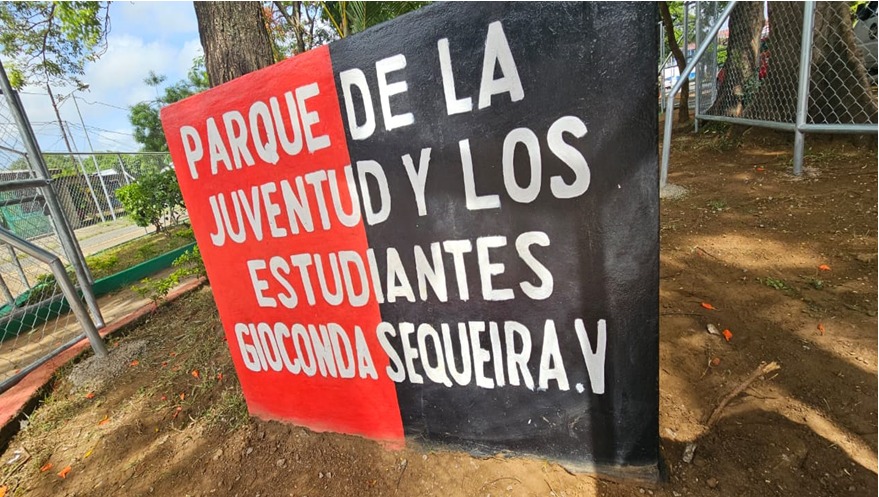 PARQUE DE LA
JUVENTUD Y LOS
ESTUDIANTES
GIOCONDA SEQUEIRA.V